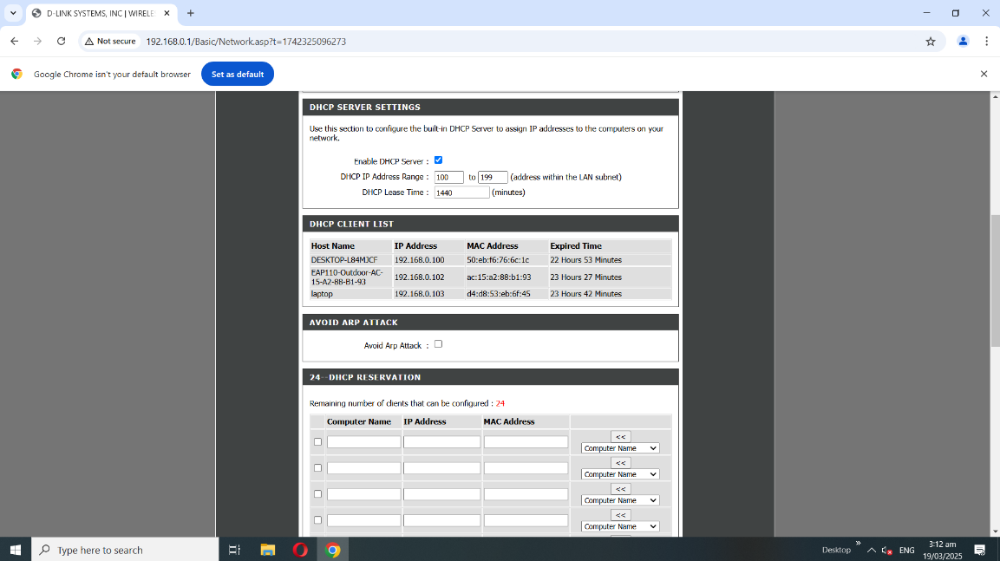 D-LINK SYSTEMS, INC | WIRELE
Not secure
192.168.0.1/Basic/Network.asp?t=1742325096273
Google Chrome isn't your default browser
Set as default
DHCP SERVER SETTINGS
Use this section to configure the built-in DHCP Server to assign IP addresses to the computers on your
network.
Enable DHCP Server :
DHCP IP Address Range : 100 to 199 (address within the LAN subnet)
DHCP Lease Time : 1440 (minutes)
DHCP CLIENT LIST
Host Name IP Address MAC Address Expired Time
DESKTOP-L84MJCF 192.168.0.100 50:eb:f6:76:6c:1c 22 Hours 53 Minutes
EAP110-Outdoor-AC-
15-A2-88-B1-93 192.168.0.102 ac:15:a2:88:b1:93 23 Hours 27 Minutes
laptop 192.168.0.103 d4:d8:53:eb:6f:45 23 Hours 42 Minutes
AVOID ARP ATTACK
Avoid Arp Attack :
24--DHCP RESERVATION
Remaining number of clients that can be configured : 24
Computer Name IP Address MAC Address
<<
Computer Name
<<
Computer Name
<<
Computer Name
<<
Computer Name
Type here to search
Desktop
»
ENG
3:12 am
19/03/2025